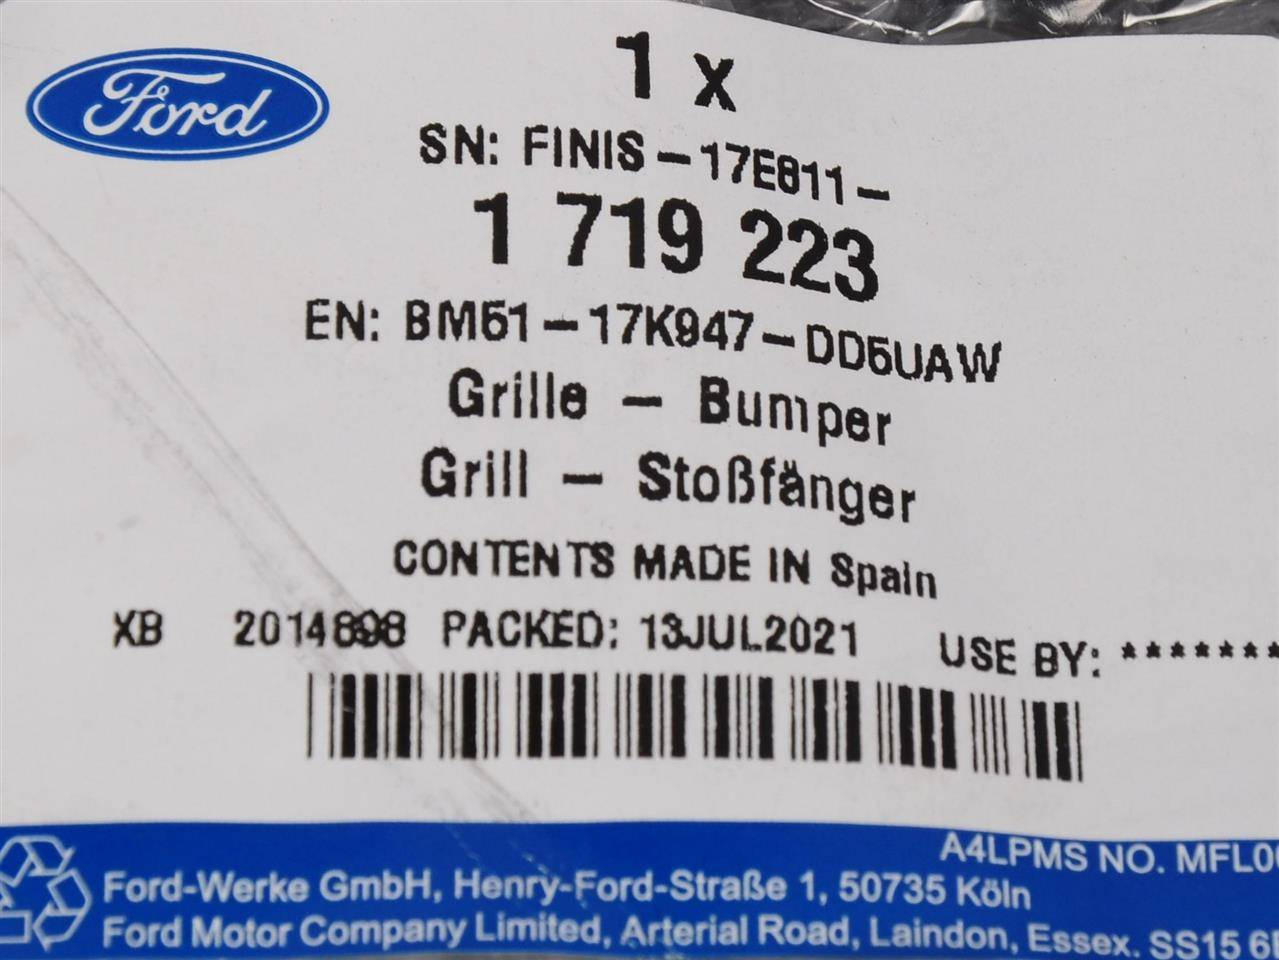 Ford
1 x
SN: FINIS-17E811-
1 719 223
EN: BM51-17K947-DD5UAW
Grille - Bumper
Grill - Stoßfänger
CONTENTS MADE IN Spain
XB 2014898 PACKED: 13JUL2021 USE BY: *******
A4LPMS NO. MFL0
Ford-Werke GmbH, Henry-Ford-Straße 1, 50735 Köln
Ford Motor Company Limited, Arterial Road, Laindon, Essex. SS15 6